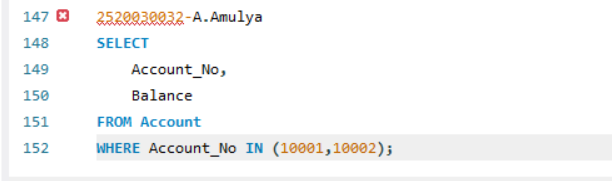 147 2520030032-A.Amulya
148 SELECT
149 Account_No,
150 Balance
151 FROM Account
152 WHERE Account_No IN (10001,10002);